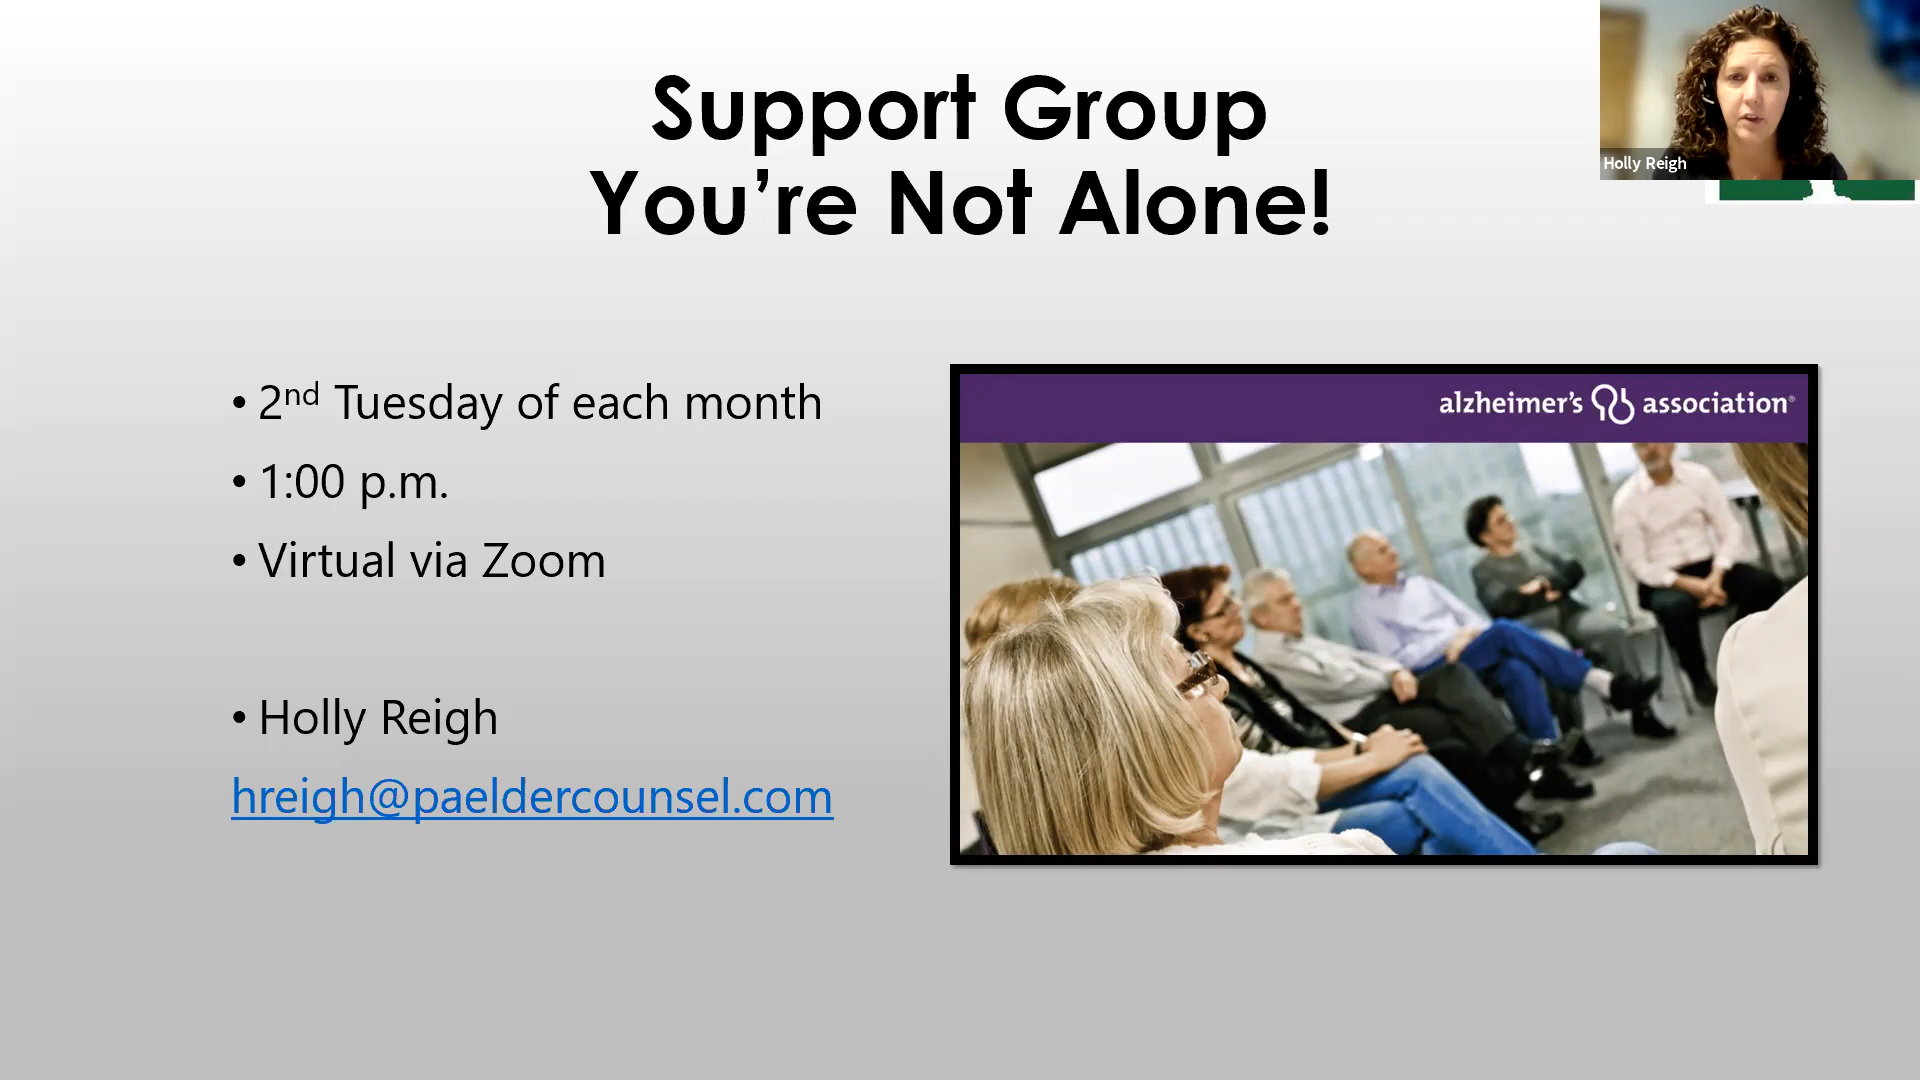 Support Group
You’re Not Alone!
Holly Reigh
• 2nd Tuesday of each month
• 1:00 p.m.
• Virtual via Zoom
• Holly Reigh
hreigh@paeldercounsel.com
alzheimer’s association®